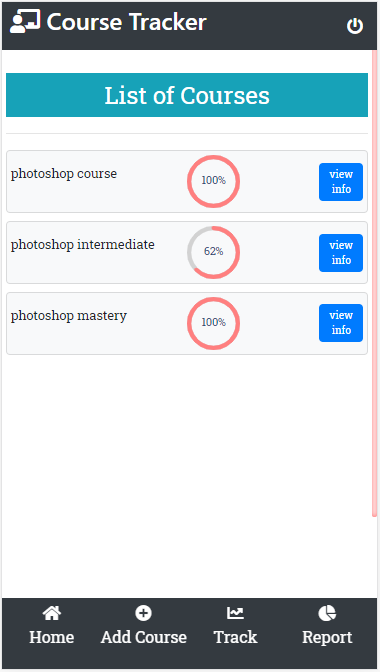 Course Tracker
List of Courses
photoshop course
100%
view
info
photoshop intermediate
62%
view
info
photoshop mastery
100%
view
info
Home
Add Course
Track
Report